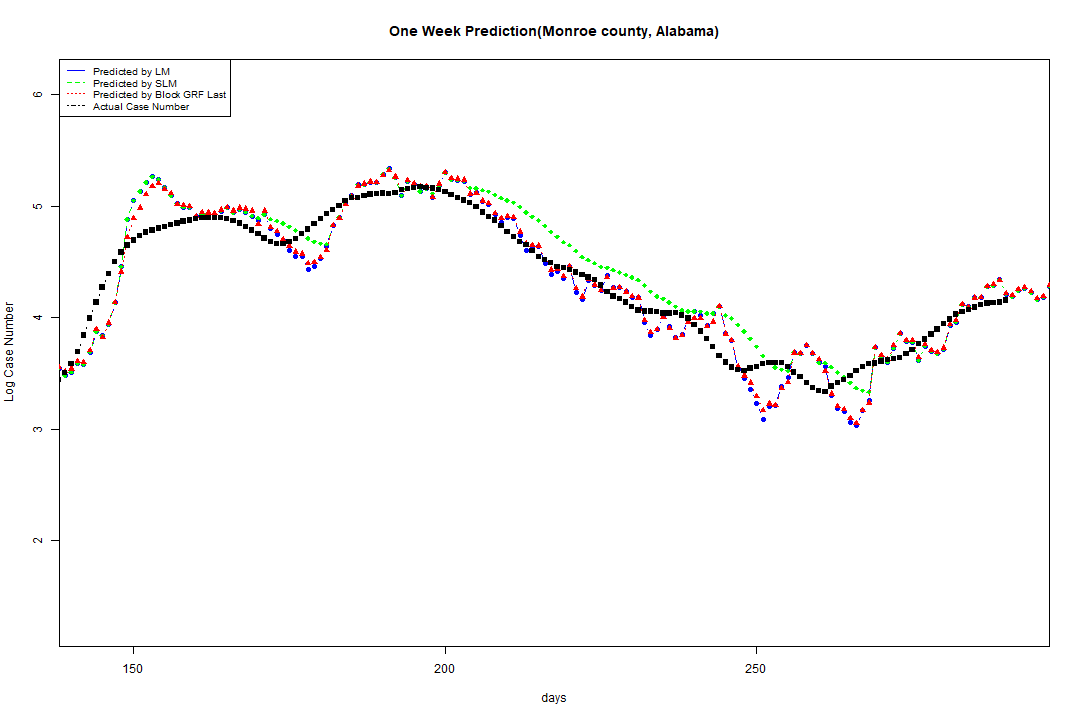 One Week Prediction(Monroe county, Alabama)
Predicted by LM
Predicted by SLM
Predicted by Block GRF Last
Actual Case Number
6
5
4
3
2
Log Case Number
150
200
250
days